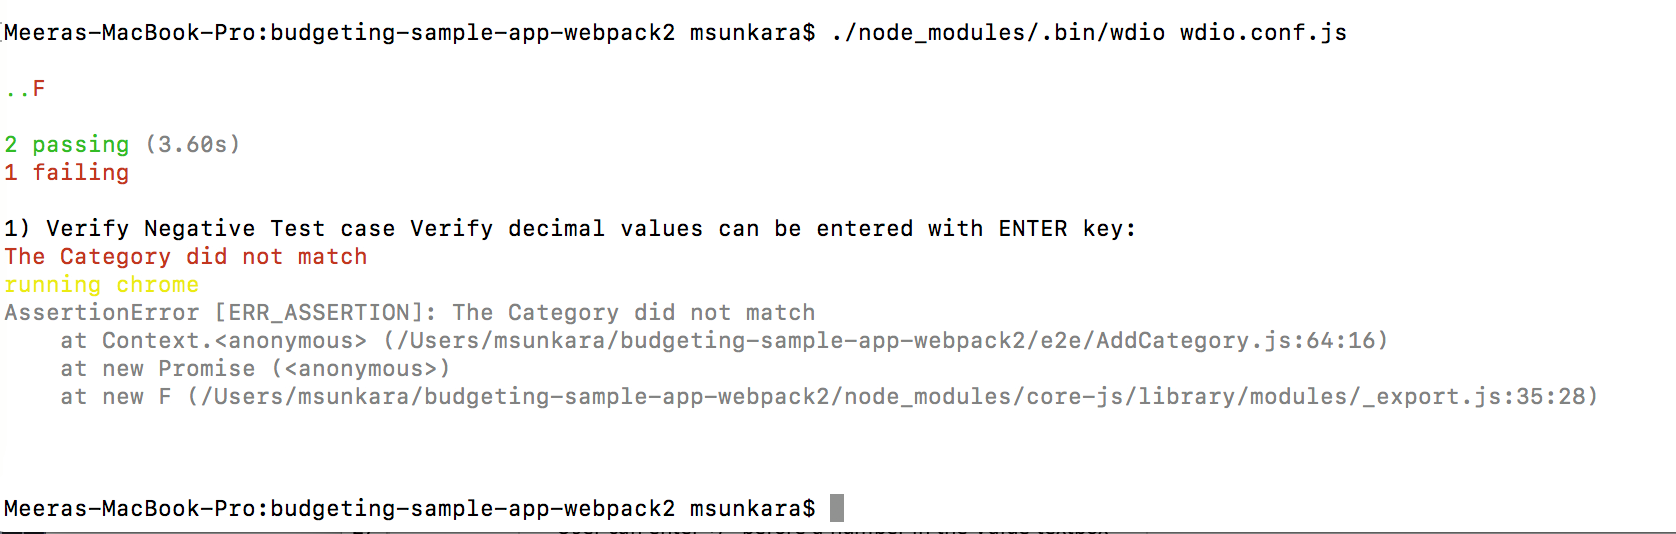 Meeras-MacBook-Pro:budgeting-sample-app-webpack2 msunkara$ ./node_modules/.bin/wdio wdio.conf.js
..F
2 passing (3.60s)
1 failing
1) Verify Negative Test case Verify decimal values can be entered with ENTER key:
The Category did not match
running chrome
AssertionError [ERR_ASSERTION]: The Category did not match
at Context.<anonymous> (/Users/msunkara/budgeting-sample-app-webpack2/e2e/AddCategory.js:64:16)
at new Promise (<anonymous>)
at new F (/Users/msunkara/budgeting-sample-app-webpack2/node_modules/core-js/library/modules/_export.js:35:28)
Meeras-MacBook-Pro:budgeting-sample-app-webpack2 msunkara$